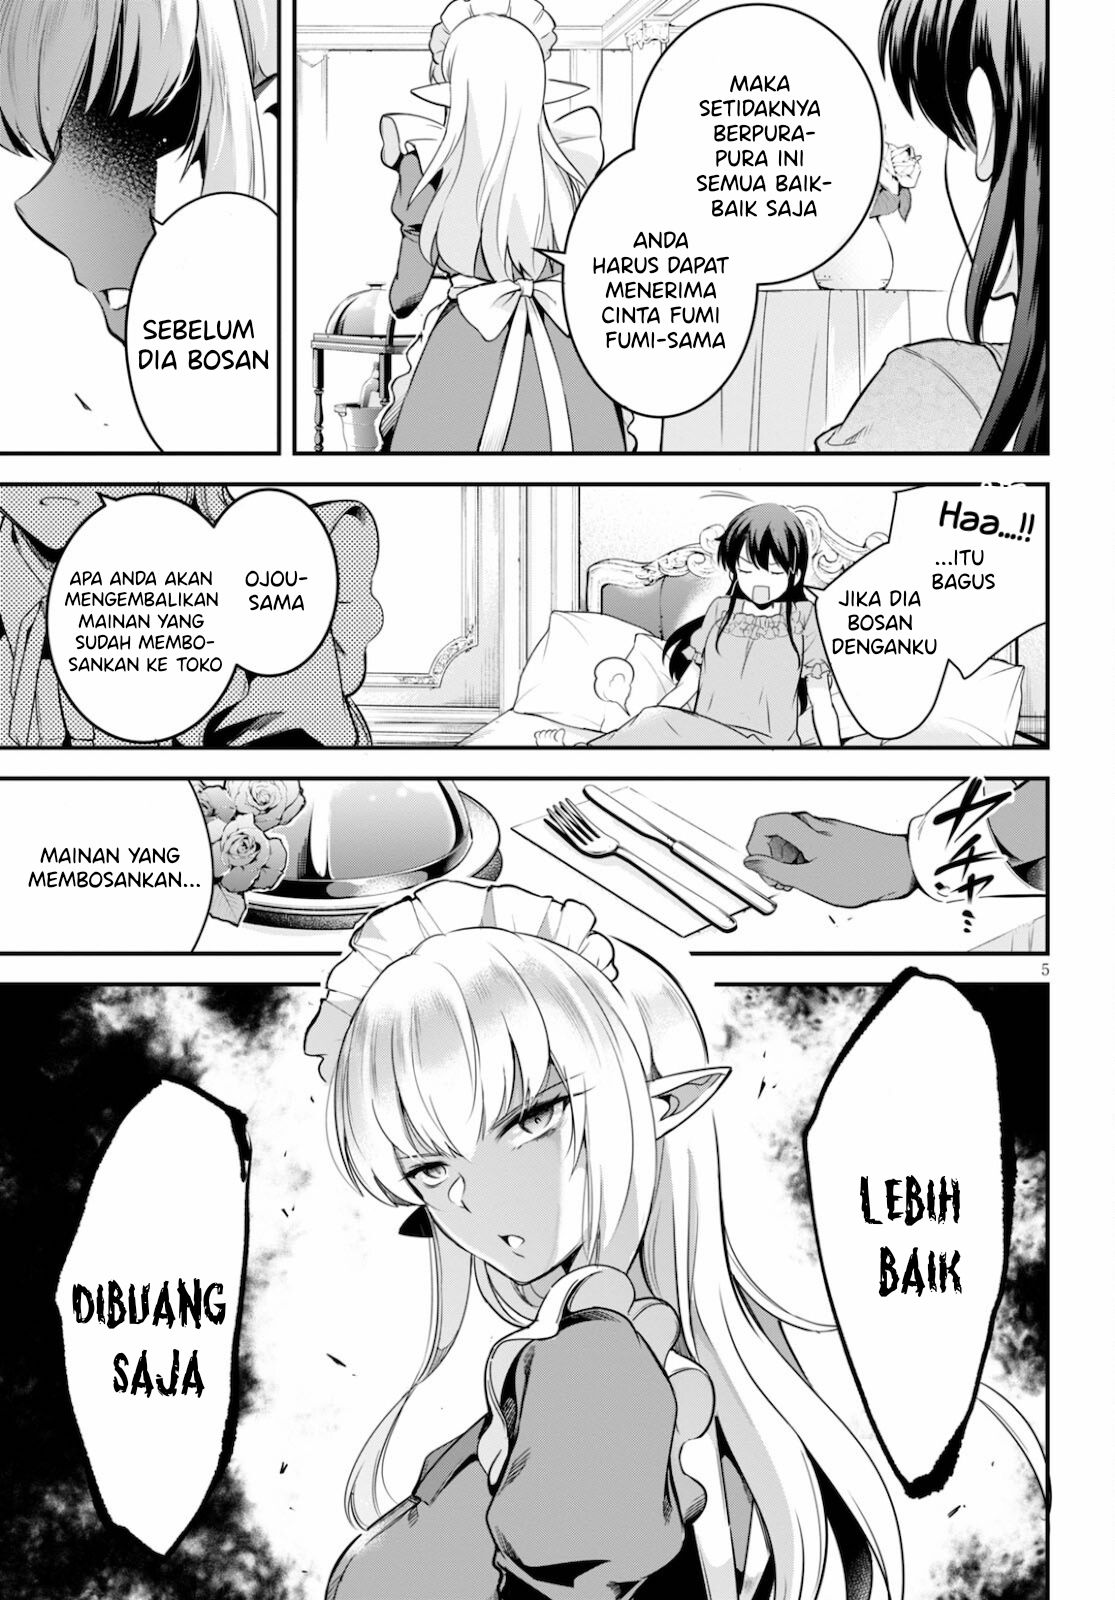 MAKA
SETIDAKNYA
BERPURA-
PURA INI
SEMUA BAIK-
BAIK SAJA
ANDA
HARUS DAPAT
MENERIMA
CINTA FUMI
FUMI-SAMA
SEBELUM
DIA BOSAN
Haa...!!
...ITU
BAGUS
JIKA DIA
BOSAN
DENGANKU
OJOU-
SAMA
APA ANDA AKAN
MENGEMBALIKAN
MAINAN YANG
SUDAH MEMBO-
SANKAN KE TOKO
MAINAN YANG
MEMBOSANKAN...
5
LEBIH
BAIK
DIBUANG
SAJA